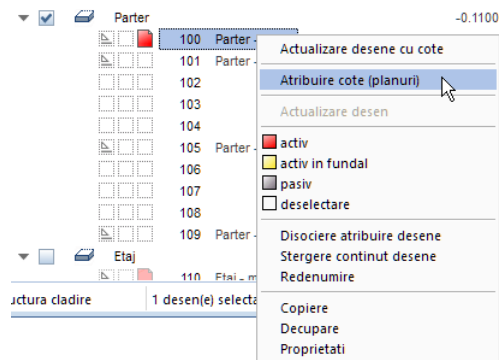 Parter -0.1100
100 Parter -
101 Parter -
102
103
104
105 Parter -
106
107
108
109 Parter -
Etaj
110 Etaj - m
uctura cladire 1 desen(e) selecta
Actualizare desene cu cote
Atribuire cote (planuri)
Actualizare desen
activ
activ in fundal
pasiv
deselectare
Disociere atribuire desene
Stergere continut desene
Redenumire
Copiere
Decupare
Proprietati